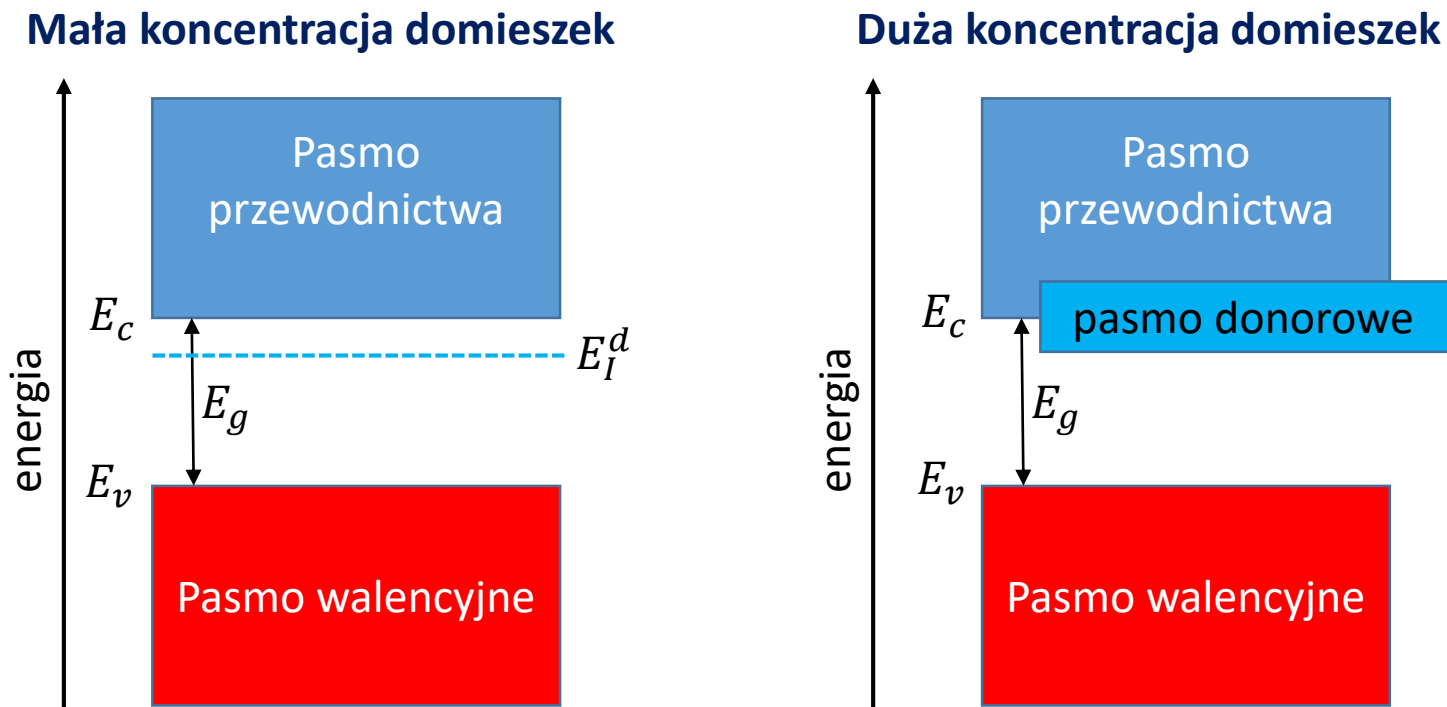 Mała koncentracja domieszek
energia
Pasmo
przewodnictwa
E_c
E_I^d
E_g
E_v
Pasmo walencyjne
Duża koncentracja domieszek
energia
Pasmo
przewodnictwa
E_c
pasmo donorowe
E_g
E_v
Pasmo walencyjne